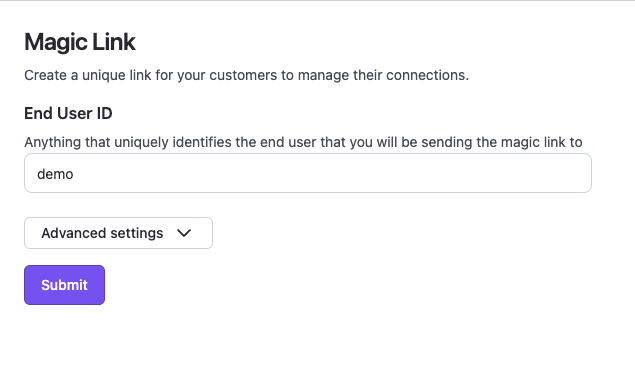 Magic Link
Create a unique link for your customers to manage their connections.
End User ID
Anything that uniquely identifies the end user that you will be sending the magic link to
demo
Advanced settings
Submit